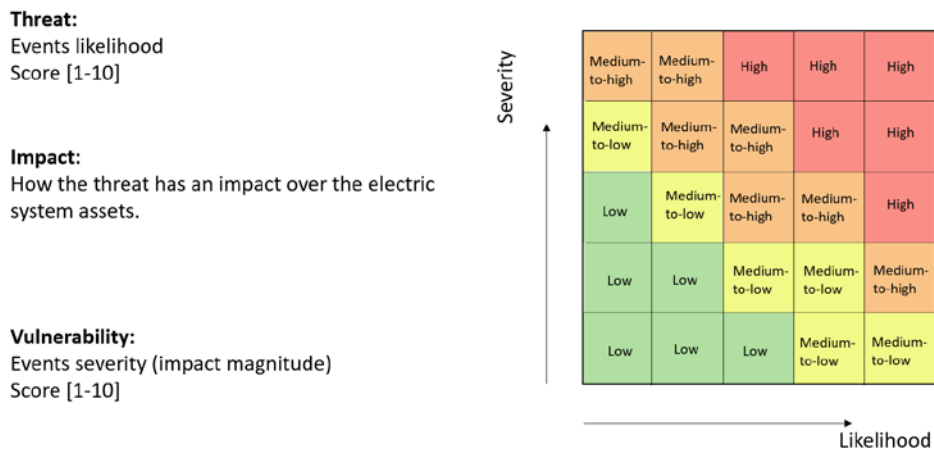 Threat:
Events likelihood
Score [1-10]
Impact:
How the threat has an impact over the electric
system assets.
Vulnerability:
Events severity (impact magnitude)
Score [1-10]
Severity
Medium-
to-high
Medium-
to-high
High
High
High
Medium-
to-low
Medium-
to-high
Medium-
to-high
High
High
Low
Medium-
to-low
Medium-
to-high
Medium-
to-high
High
Low
Low
Medium-
to-low
Medium-
to-low
Medium-
to-high
Low
Low
Low
Medium-
to-low
Medium-
to-low
Likelihood